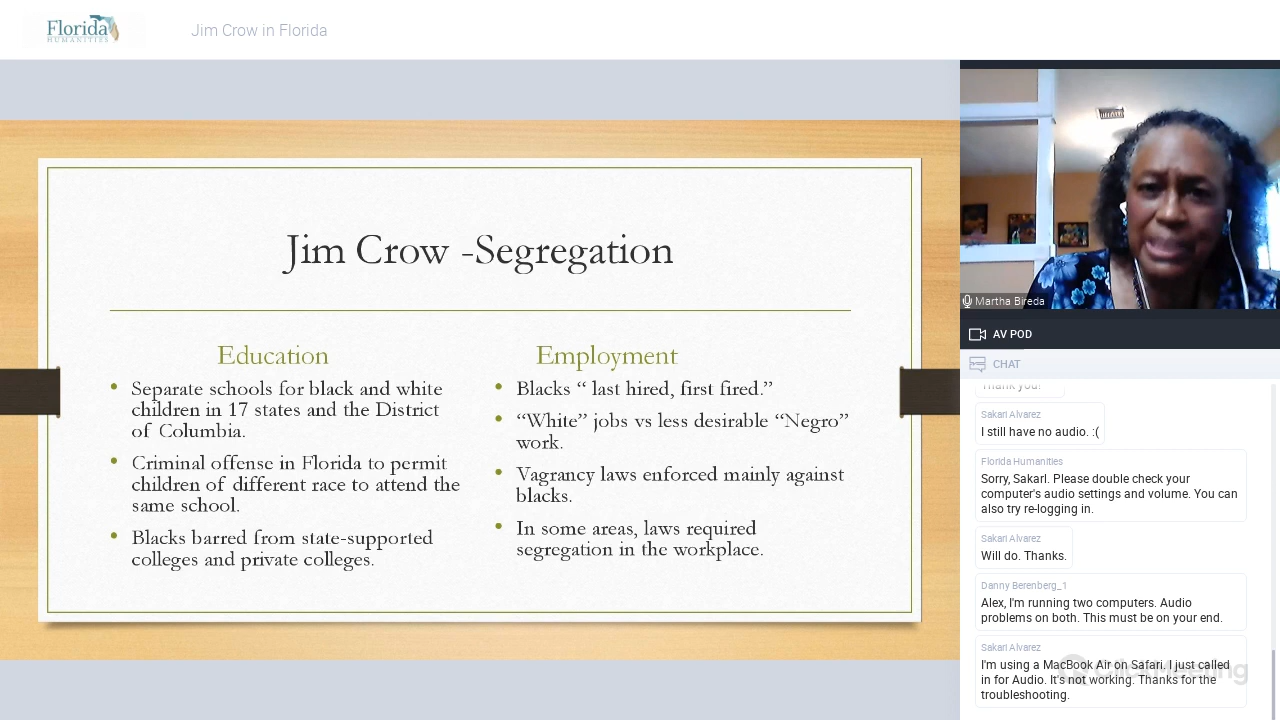 Florida
HUMANITIES
Jim Crow in Florida
Jim Crow -Segregation
Education
• Separate schools for black and white
children in 17 states and the District
of Columbia.
• Criminal offense in Florida to permit
children of different race to attend the
same school.
• Blacks barred from state-supported
colleges and private colleges.
Employment
• Blacks “ last hired, first fired.”
• “White” jobs vs less desirable “Negro”
work.
• Vagrancy laws enforced mainly against
blacks.
• In some areas, laws required
segregation in the workplace.
Martha Bireda
AV POD
CHAT
Thank you!
Sakari Alvarez
I still have no audio. :(
Florida Humanities
Sorry, Sakarl. Please double check your
computer's audio settings and volume. You can
also try re-logging in.
Sakari Alvarez
Will do. Thanks.
Danny Berenberg_1
Alex, I'm running two computers. Audio
problems on both. This must be on your end.
Sakari Alvarez
I'm using a MacBook Air on Safari. I just called
in for Audio. It's not working. Thanks for the
troubleshooting.
ClickMeeting